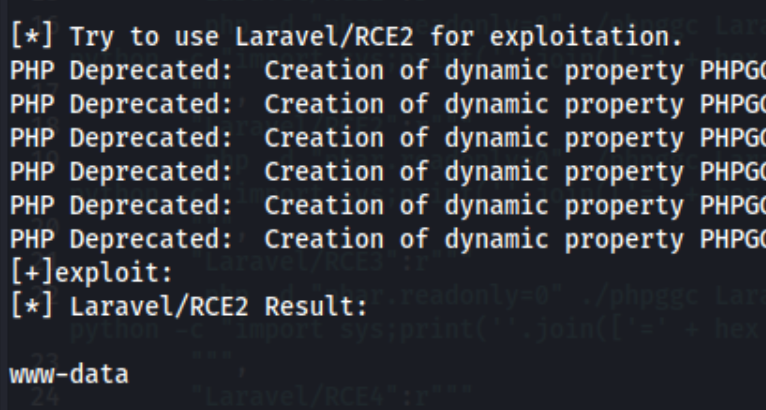 [*] Try to use Laravel/RCE2 for exploitation.
PHP Deprecated:  Creation of dynamic property PHPGG
PHP Deprecated:  Creation of dynamic property PHPGG
PHP Deprecated:  Creation of dynamic property PHPGG
PHP Deprecated:  Creation of dynamic property PHPGG
PHP Deprecated:  Creation of dynamic property PHPGG
PHP Deprecated:  Creation of dynamic property PHPGG
[+]exploit:
[*] Laravel/RCE2 Result:
www-data